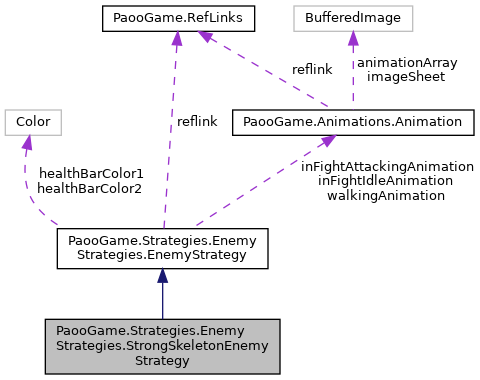 PaooGame.RefLinks
BufferedImage
animationArray
imageSheet
reflink
Color
reflink
PaooGame.Animations.Animation
healthBarColor1
healthBarColor2
inFightAttackingAnimation
inFightIdleAnimation
walkingAnimation
PaooGame.Strategies.Enemy
Strategies.EnemyStrategy
PaooGame.Strategies.Enemy
Strategies.StrongSkeletonEnemy
Strategy